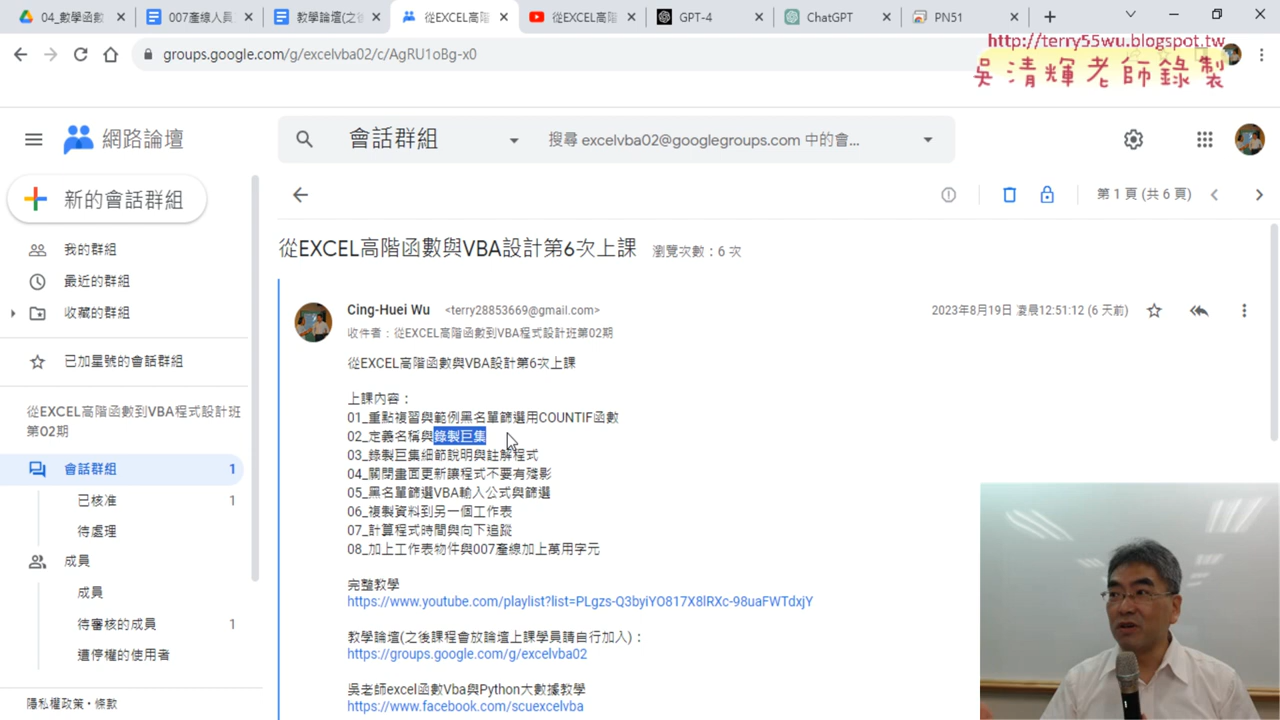 04_數學函數
007產線人員
教學論壇(之後
從EXCEL高階
從EXCEL高階
GPT-4
ChatGPT
PN51
groups.google.com/g/excelvba02/c/AgRU1oBg-x0
http://terry55wu.blogspot.tw
吳清輝老師錄製
網路論壇
會話群組
搜尋 excelvba02@googlegroups.com 中的會...
新的會話群組
第 1 頁 (共 6 頁)
我的群組
最近的群組
收藏的群組
已加星號的會話群組
從EXCEL高階函數到VBA程式設計班
第02期
會話群組 1
已核准 1
待處理
成員
成員
待審核的成員 1
遭停權的使用者
隱私權政策 • 條款
從EXCEL高階函數與VBA設計第6次上課
瀏覽次數：6 次
Cing-Huei Wu
<terry28853669@gmail.com>
2023年8月19日 凌晨12:51:12 (6 天前)
收件者：從EXCEL高階函數到VBA程式設計班第02期
從EXCEL高階函數與VBA設計第6次上課
上課內容：
01_重點複習與範例黑名單篩選用COUNTIF函數
02_定義名稱與錄製巨集
03_錄製巨集細節說明與註解程式
04_關閉畫面更新讓程式不要有殘影
05_黑名單篩選VBA輸入公式與篩選
06_複製資料到另一個工作表
07_計算程式時間與向下追蹤
08_加上工作表物件與007產線加上萬用字元
完整教學
https://www.youtube.com/playlist?list=PLgzs-Q3byiYO817X8lRXc-98uaFWTdxjY
教學論壇(之後課程會放論壇上課學員請自行加入)：
https://groups.google.com/g/excelvba02
吳老師excel函數Vba與Python大數據教學
https://www.facebook.com/scuexcelvba